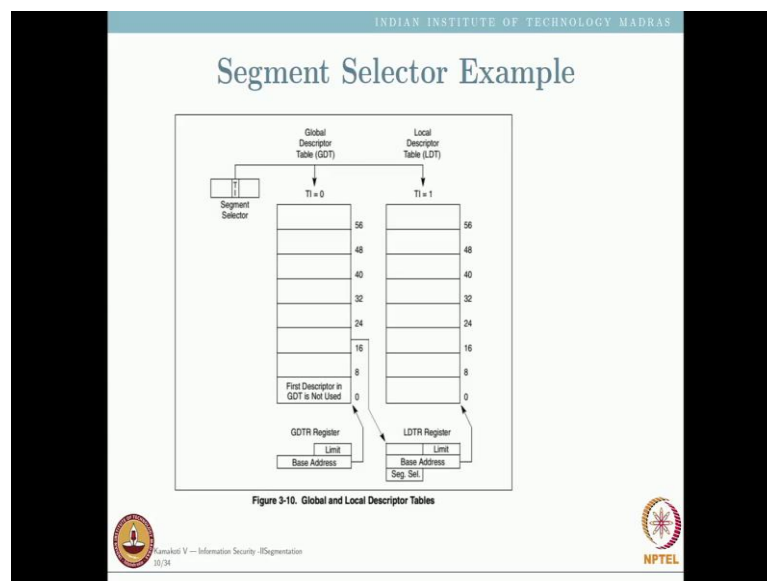 INDIAN INSTITUTE OF TECHNOLOGY MADRAS
Segment Selector Example
Global
Descriptor
Table (GDT)
Local
Descriptor
Table (LDT)
T
I
Segment
Selector
TI = 0
TI = 1
56
48
40
32
24
16
8
0
First Descriptor in
GDT is Not Used
56
48
40
32
24
16
8
0
GDTR Register
Limit
Base Address
LDTR Register
Limit
Base Address
Seg. Sel.
Figure 3-10. Global and Local Descriptor Tables
Kamakoti V — Information Security -IISegmentation
10/34
NPTEL